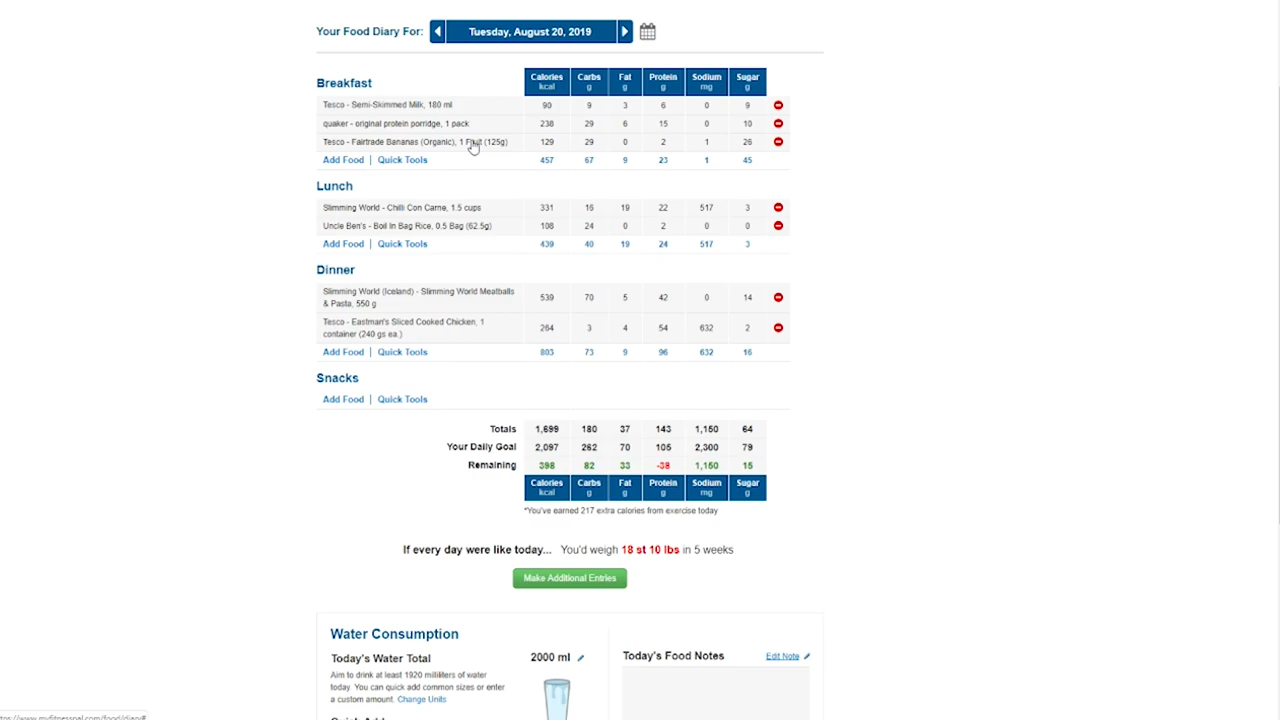 Your Food Diary For: Tuesday, August 20, 2019
Breakfast Calories kcal Carbs g Fat g Protein g Sodium mg Sugar g
Tesco - Semi-Skimmed Milk, 180 ml 90 9 3 6 0 9
quaker - original protein porridge, 1 pack 238 29 6 15 0 10
Tesco - Fairtrade Bananas (Organic), 1 Fruit (125g) 129 29 0 2 1 26
Add Food | Quick Tools 457 67 9 23 1 45
Lunch
Slimming World - Chilli Con Carne, 1.5 cups 331 16 19 22 517 3
Uncle Ben's - Boil In Bag Rice, 0.5 Bag (62.5g) 108 24 0 2 0 0
Add Food | Quick Tools 439 40 19 24 517 3
Dinner
Slimming World (Iceland) - Slimming World Meatballs
& Pasta, 550 g 539 70 5 42 0 14
Tesco - Eastman's Sliced Cooked Chicken, 1
container (240 gs ea.) 264 3 4 54 632 2
Add Food | Quick Tools 803 73 9 96 632 16
Snacks
Add Food | Quick Tools
Totals 1,699 180 37 143 1,150 64
Your Daily Goal 2,097 262 70 105 2,300 79
Remaining 398 82 33 -38 1,150 15
Calories kcal Carbs g Fat g Protein g Sodium mg Sugar g
*You've earned 217 extra calories from exercise today
If every day were like today... You'd weigh 18 st 10 lbs in 5 weeks
Make Additional Entries
Water Consumption
Today's Water Total 2000 ml
Aim to drink at least 1920 milliliters of water
today. You can quick add common sizes or enter
a custom amount. Change Units
Today's Food Notes Edit Note